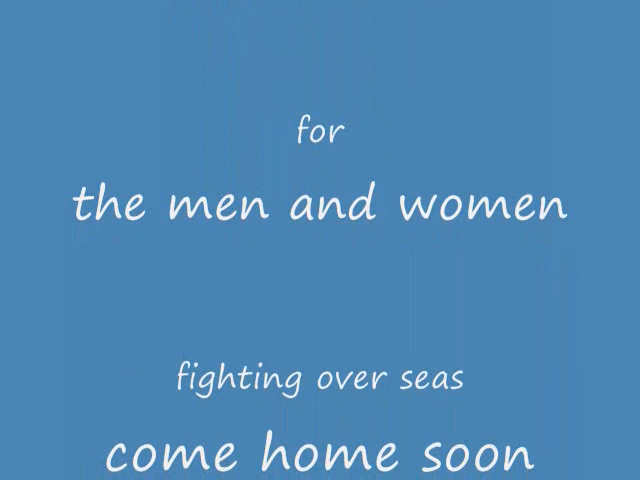 for
the men and women
fighting over seas
come home soon